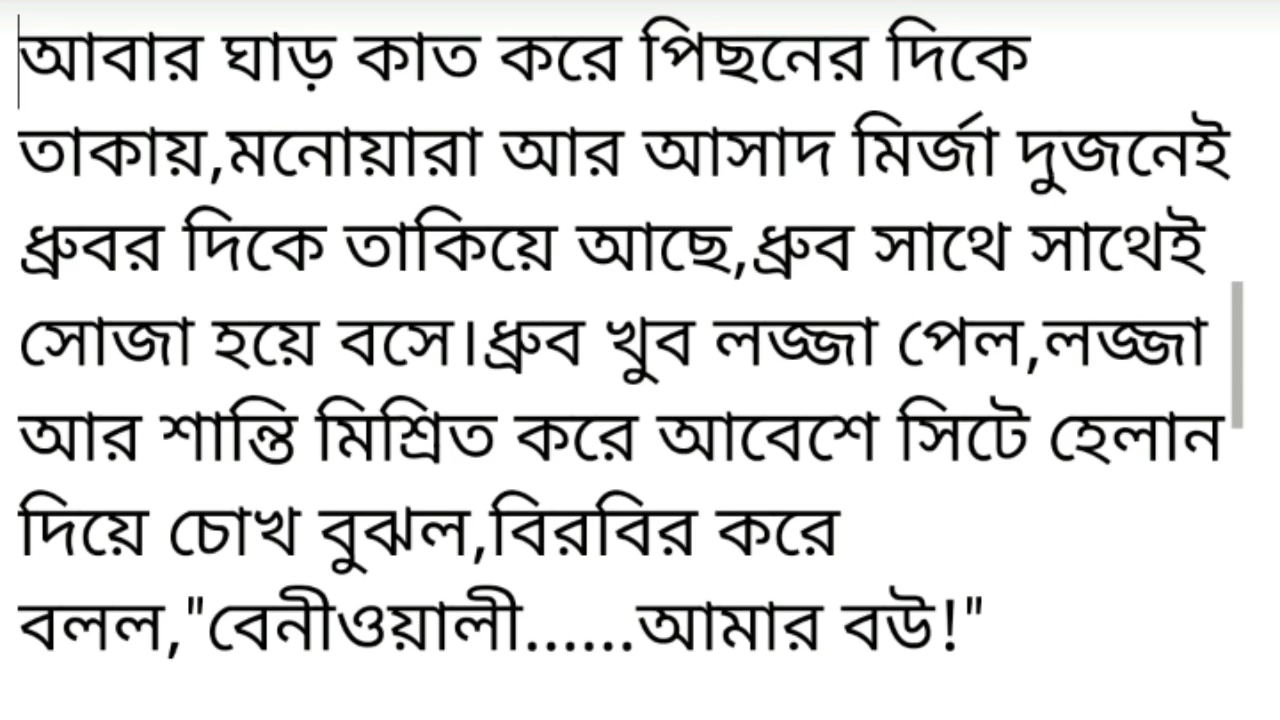 আবার ঘাড় কাত করে পিছনের দিকে
তাকায়,মনোয়ারা আর আসাদ মির্জা দুজনেই
ধ্রুবর দিকে তাকিয়ে আছে,ধ্রুব সাথে সাথেই
সোজা হয়ে বসে।ধ্রুব খুব লজ্জা পেল,লজ্জা
আর শান্তি মিশ্রিত করে আবেশে সিটে হেলান
দিয়ে চোখ বুঝল,বিরবির করে
বলল,"বেনীওয়ালী......আমার বউ!"